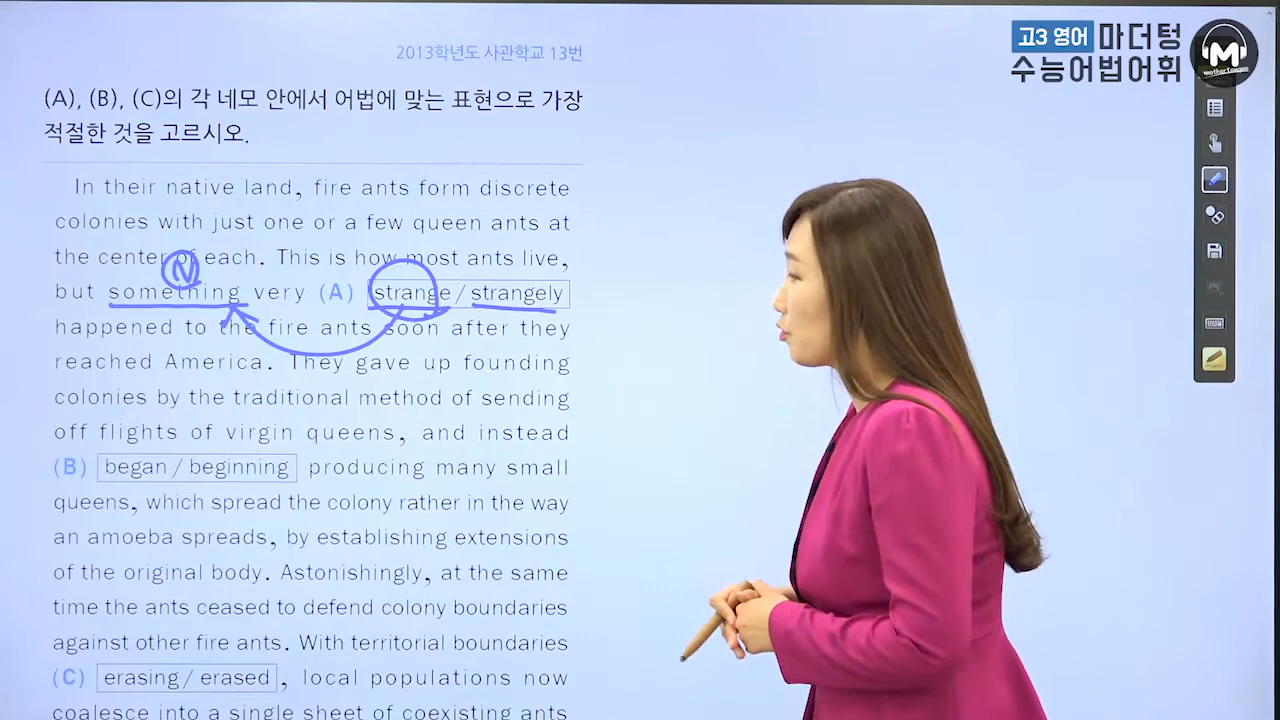 2013학년도 사관학교 13번
고3 영어 마더텅
수능어법어휘
M
mother tongue
(A), (B), (C)의 각 네모 안에서 어법에 맞는 표현으로 가장
적절한 것을 고르시오.
In their native land, fire ants form discrete
colonies with just one or a few queen ants at
the center of each. This is how most ants live,
N
but something very (A) strange / strangely
happened to the fire ants soon after they
reached America. They gave up founding
colonies by the traditional method of sending
off flights of virgin queens, and instead
(B) began / beginning producing many small
queens, which spread the colony rather in the way
an amoeba spreads, by establishing extensions
of the original body. Astonishingly, at the same
time the ants ceased to defend colony boundaries
against other fire ants. With territorial boundaries
(C) erasing / erased , local populations now
coalesce into a single sheet of coexisting ants